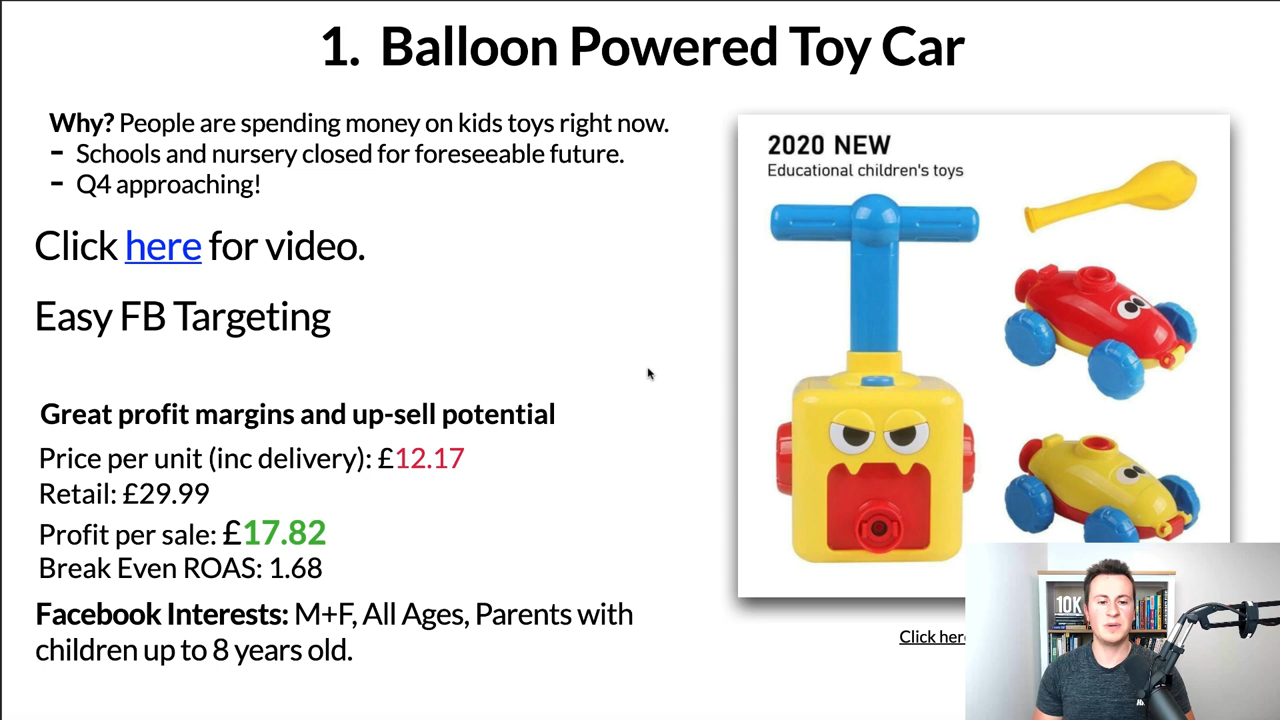 1. Balloon Powered Toy Car
Why? People are spending money on kids toys right now.
- Schools and nursery closed for foreseeable future.
- Q4 approaching!
Click here for video.
Easy FB Targeting
Great profit margins and up-sell potential
Price per unit (inc delivery): £12.17
Retail: £29.99
Profit per sale: £17.82
Break Even ROAS: 1.68
Facebook Interests: M+F, All Ages, Parents with
children up to 8 years old.
2020 NEW
Educational children's toys
Click here
10K